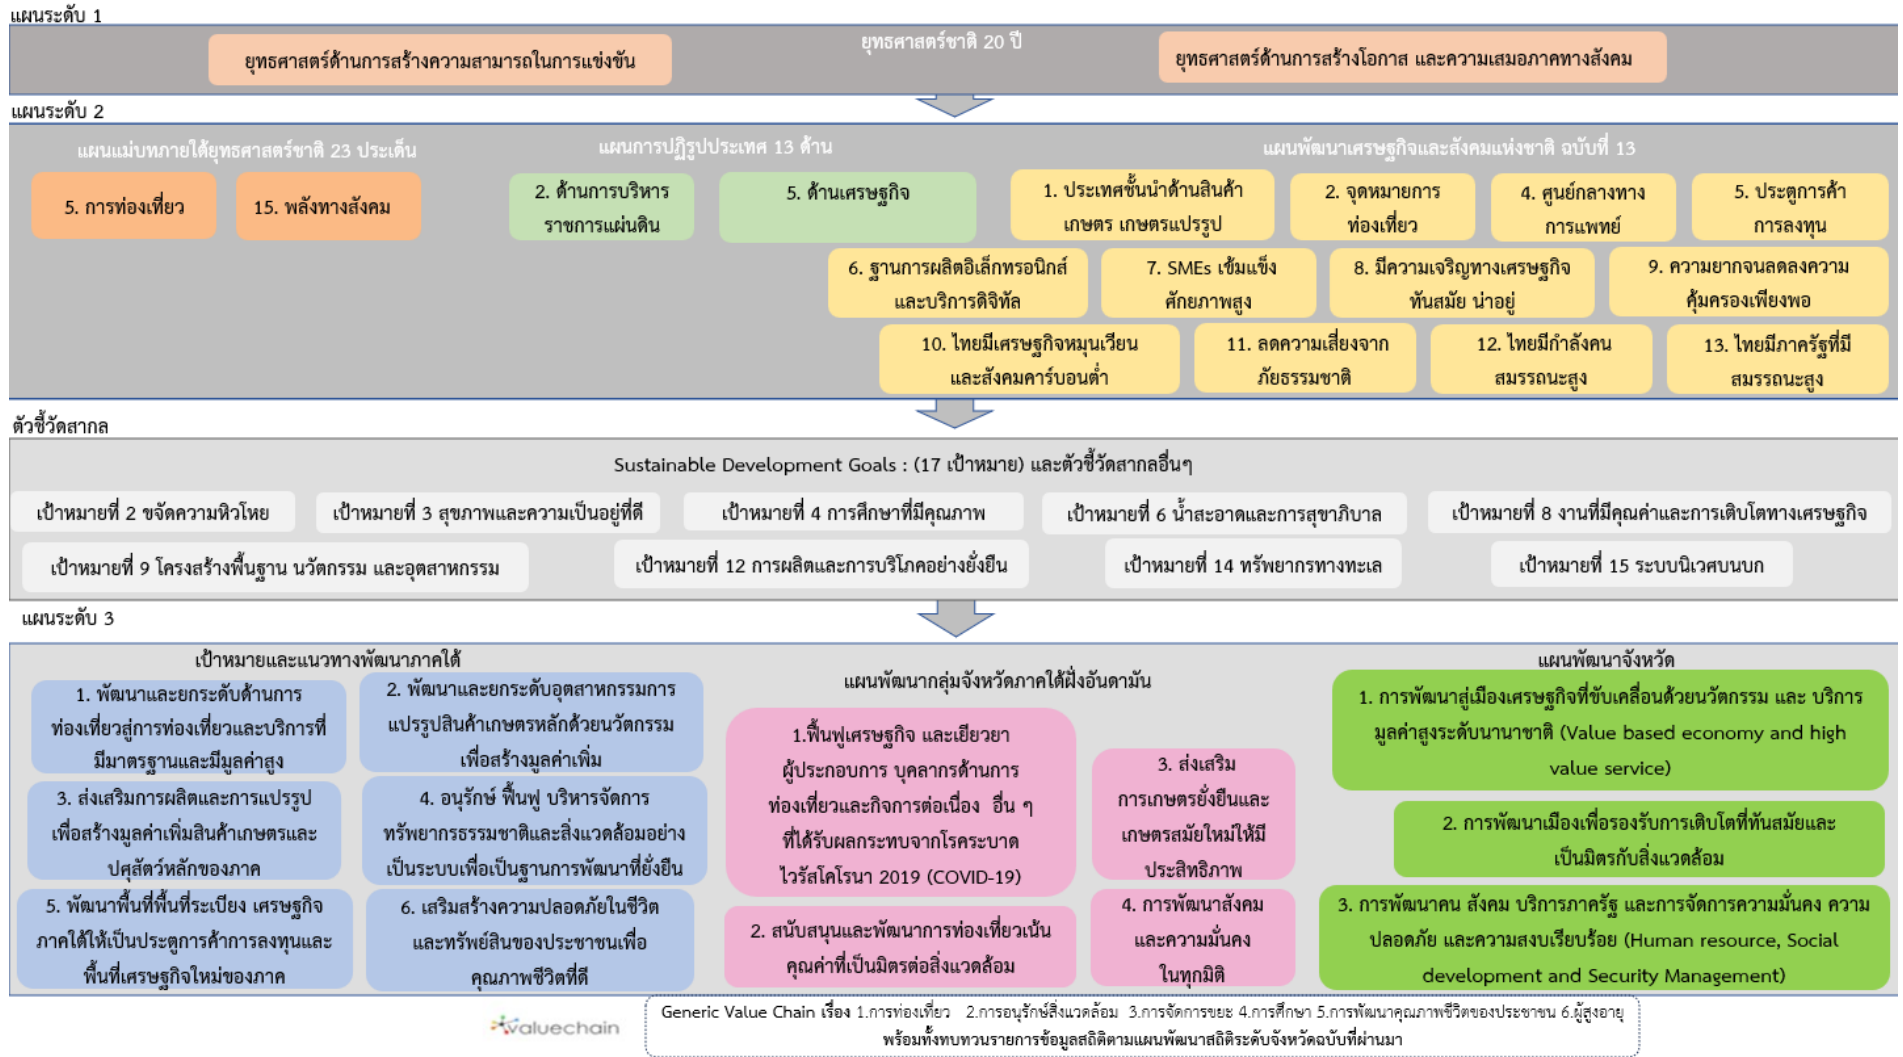 แผนระดับ 1
ยุทธศาสตร์ชาติ 20 ปี
ยุทธศาสตร์ด้านการสร้างความสามารถในการแข่งขัน
ยุทธศาสตร์ด้านการสร้างโอกาส และความเสมอภาคทางสังคม
แผนระดับ 2
แผนแม่บทภายใต้ยุทธศาสตร์ชาติ 23 ประเด็น
5. การท่องเที่ยว
15. พลังทางสังคม
แผนการปฏิรูปประเทศ 13 ด้าน
2. ด้านการบริหาร
ราชการแผ่นดิน
5. ด้านเศรษฐกิจ
แผนพัฒนาเศรษฐกิจและสังคมแห่งชาติ ฉบับที่ 13
1. ประเทศชั้นนำด้านสินค้า
เกษตร เกษตรแปรรูป
2. จุดหมายการ
ท่องเที่ยว
4. ศูนย์กลางทาง
การแพทย์
5. ประตูการค้า
การลงทุน
6. ฐานการผลิตอิเล็กทรอนิกส์
และบริการดิจิทัล
7. SMEs เข้มแข็ง
ศักยภาพสูง
8. มีความเจริญทางเศรษฐกิจ
ทันสมัย น่าอยู่
9. ความยากจนลดลงความ
คุ้มครองเพียงพอ
10. ไทยมีเศรษฐกิจหมุนเวียน
และสังคมคาร์บอนต่ำ
11. ลดความเสี่ยงจาก
ภัยธรรมชาติ
12. ไทยมีกำลังคน
สมรรถนะสูง
13. ไทยมีภาครัฐที่มี
สมรรถนะสูง
ตัวชี้วัดสากล
Sustainable Development Goals : (17 เป้าหมาย) และตัวชี้วัดสากลอื่นๆ
เป้าหมายที่ 2 ขจัดความหิวโหย
เป้าหมายที่ 3 สุขภาพและความเป็นอยู่ที่ดี
เป้าหมายที่ 4 การศึกษาที่มีคุณภาพ
เป้าหมายที่ 6 น้ำสะอาดและการสุขาภิบาล
เป้าหมายที่ 8 งานที่มีคุณค่าและการเติบโตทางเศรษฐกิจ
เป้าหมายที่ 9 โครงสร้างพื้นฐาน นวัตกรรม และอุตสาหกรรม
เป้าหมายที่ 12 การผลิตและการบริโภคอย่างยั่งยืน
เป้าหมายที่ 14 ทรัพยากรทางทะเล
เป้าหมายที่ 15 ระบบนิเวศบนบก
แผนระดับ 3
เป้าหมายและแนวทางพัฒนาภาคใต้
1. พัฒนาและยกระดับด้านการ
ท่องเที่ยวสู่การท่องเที่ยวและบริการที่
มีมาตรฐานและมีมูลค่าสูง
2. พัฒนาและยกระดับอุตสาหกรรมการ
แปรรูปสินค้าเกษตรหลักด้วยนวัตกรรม
เพื่อสร้างมูลค่าเพิ่ม
3. ส่งเสริมการผลิตและการแปรรูป
เพื่อสร้างมูลค่าเพิ่มสินค้าเกษตรและ
ปศุสัตว์หลักของภาค
4. อนุรักษ์ ฟื้นฟู บริหารจัดการ
ทรัพยากรธรรมชาติและสิ่งแวดล้อมอย่าง
เป็นระบบเพื่อเป็นฐานการพัฒนาที่ยั่งยืน
5. พัฒนาพื้นที่พื้นที่ระเบียง เศรษฐกิจ
ภาคใต้ให้เป็นประตูการค้าการลงทุนและ
พื้นที่เศรษฐกิจใหม่ของภาค
6. เสริมสร้างความปลอดภัยในชีวิต
และทรัพย์สินของประชาชนเพื่อ
คุณภาพชีวิตที่ดี
แผนพัฒนากลุ่มจังหวัดภาคใต้ฝั่งอันดามัน
1.ฟื้นฟูเศรษฐกิจ และเยียวยา
ผู้ประกอบการ บุคลากรด้านการ
ท่องเที่ยวและกิจการต่อเนื่อง อื่น ๆ
ที่ได้รับผลกระทบจากโรคระบาด
ไวรัสโคโรนา 2019 (COVID-19)
2. สนับสนุนและพัฒนาการท่องเที่ยวเน้น
คุณค่าที่เป็นมิตรต่อสิ่งแวดล้อม
3. ส่งเสริม
การเกษตรยั่งยืนและ
เกษตรสมัยใหม่ให้มี
ประสิทธิภาพ
4. การพัฒนาสังคม
และความมั่นคง
ในทุกมิติ
แผนพัฒนาจังหวัด
1. การพัฒนาสู่เมืองเศรษฐกิจที่ขับเคลื่อนด้วยนวัตกรรม และ บริการ
มูลค่าสูงระดับนานาชาติ (Value based economy and high
value service)
2. การพัฒนาเมืองเพื่อรองรับการเติบโตที่ทันสมัยและ
เป็นมิตรกับสิ่งแวดล้อม
3. การพัฒนาคน สังคม บริการภาครัฐ และการจัดการความมั่นคง ความ
ปลอดภัย และความสงบเรียบร้อย (Human resource, Social
development and Security Management)
valuechain
Generic Value Chain เรื่อง 1.การท่องเที่ยว 2.การอนุรักษ์สิ่งแวดล้อม 3.การจัดการขยะ 4.การศึกษา 5.การพัฒนาคุณภาพชีวิตของประชาชน 6.ผู้สูงอายุ
พร้อมทั้งทบทวนรายการข้อมูลสถิติตามแผนพัฒนาสถิติระดับจังหวัดฉบับที่ผ่านมา